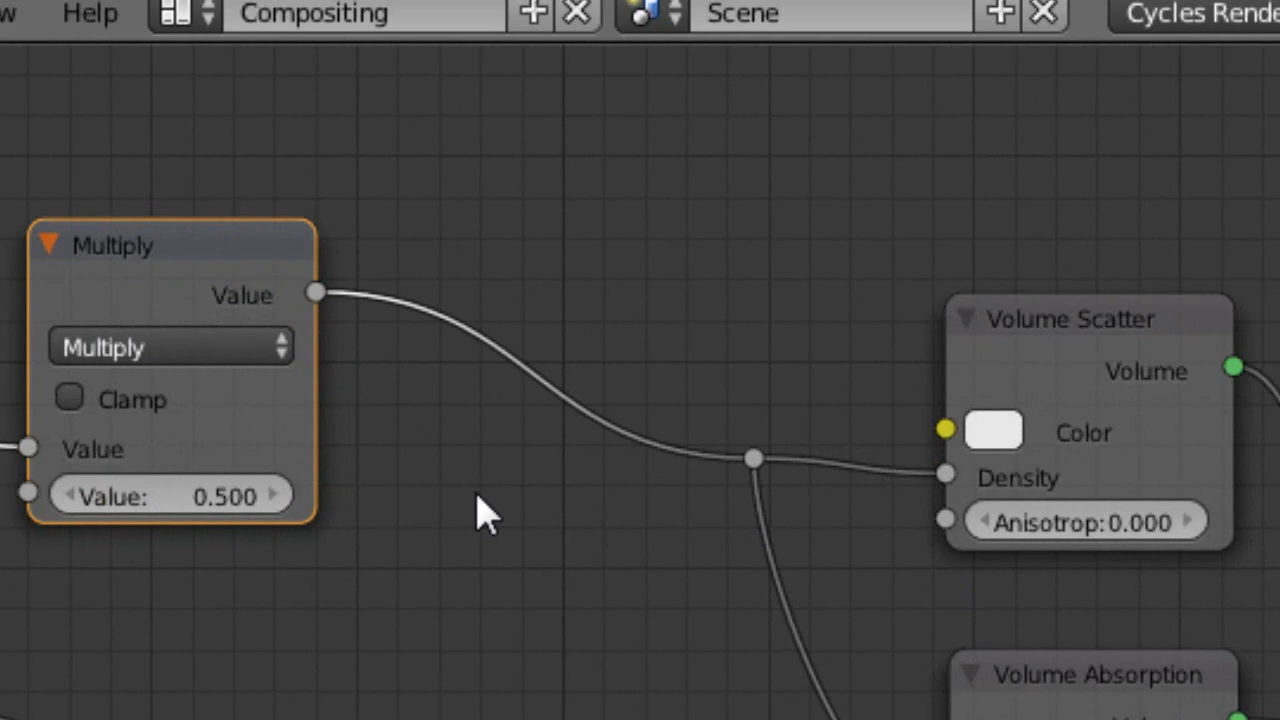 w Help Compositing Scene Cycles Rende
Multiply
Value
Multiply
Clamp
Value
Value: 0.500
Volume Scatter
Volume
Color
Density
Anisotrop: 0.000
Volume Absorption